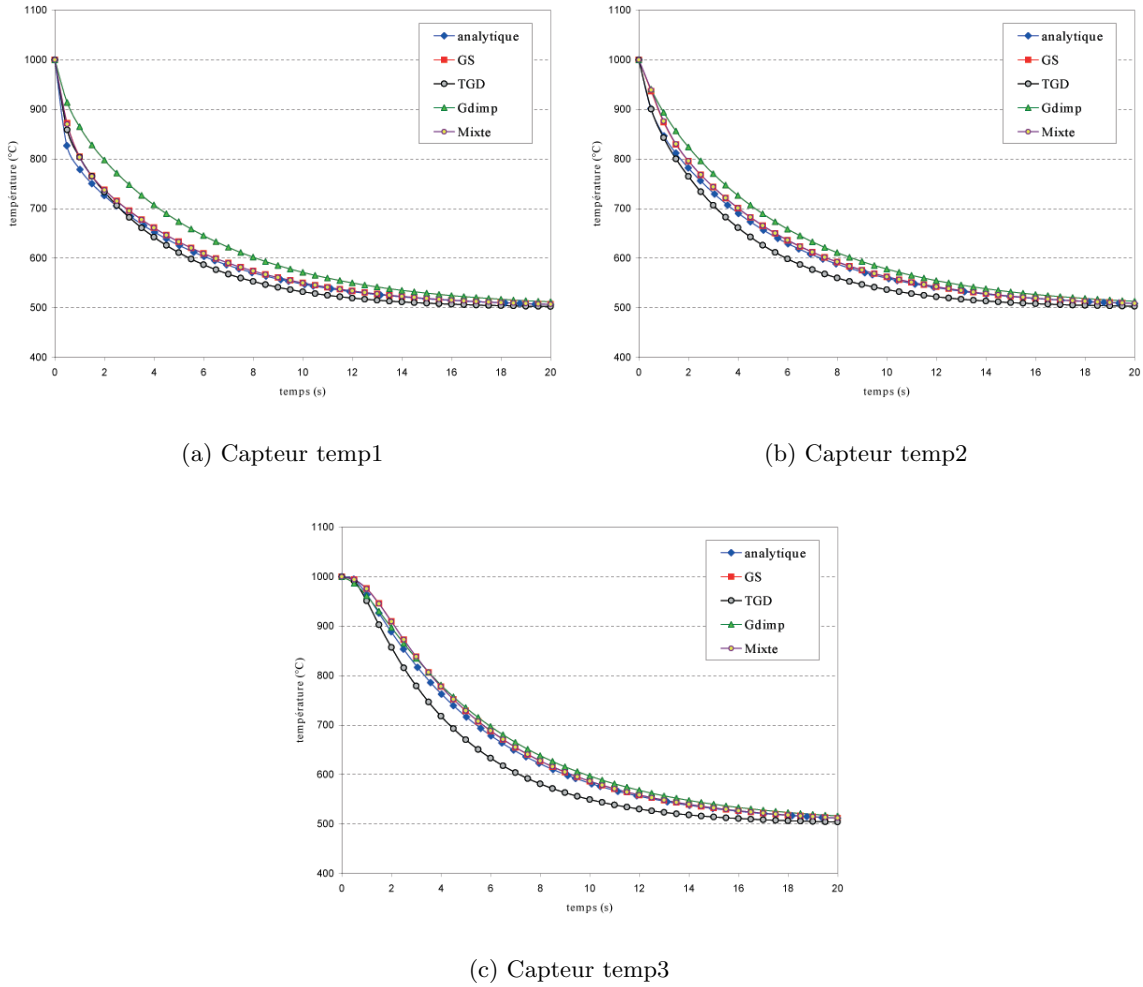 1100
1000
900
800
700
600
500
400
température (°C)
0 2 4 6 8 10 12 14 16 18 20
temps (s)
analytique
GS
TGD
Gdimp
Mixte
(a) Capteur temp1
1100
1000
900
800
700
600
500
400
température (°C)
0 2 4 6 8 10 12 14 16 18 20
temps (s)
analytique
GS
TGD
Gdimp
Mixte
(b) Capteur temp2
1100
1000
900
800
700
600
500
400
température (°C)
0 2 4 6 8 10 12 14 16 18 20
temps (s)
analytique
GS
TGD
Gdimp
Mixte
(c) Capteur temp3